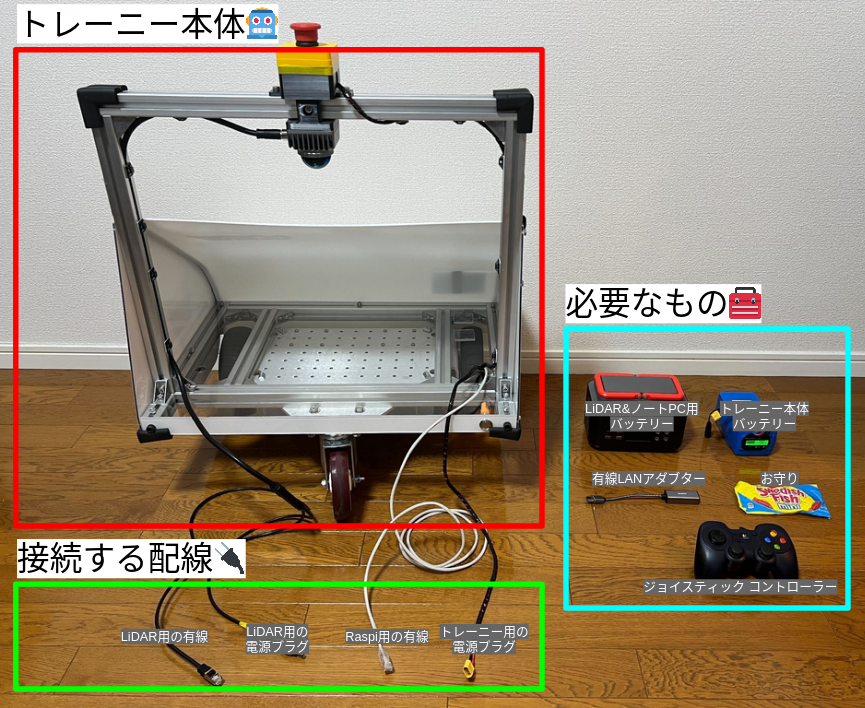 トレーニー本体🤖
必要なもの🧰
LiDAR&ノートPC用
バッテリー
トレーニー本体
バッテリー
有線LANアダプター
お守り
Swedish
Fish
mini
ジョイスティック コントローラー
接続する配線🔌
LiDAR用の有線
LiDAR用の
電源プラグ
Raspi用の有線
トレーニー用の
電源プラグ